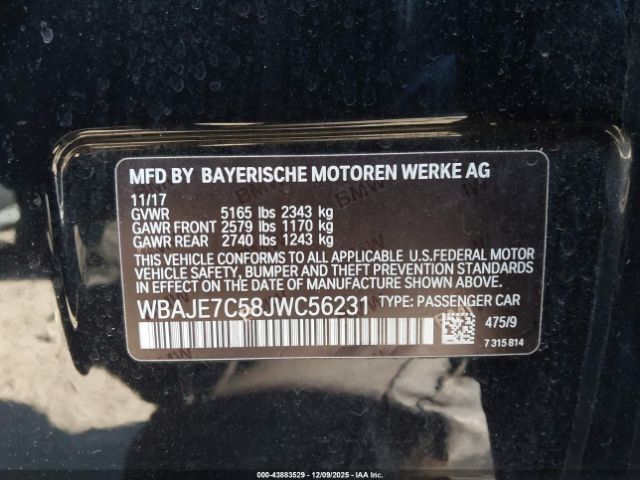 MFD BY BAYERISCHE MOTOREN WERKE AG
11/17
GVWR 5165 lbs 2343 kg
GAWR FRONT 2579 lbs 1170 kg
GAWR REAR 2740 lbs 1243 kg
THIS VEHICLE CONFORMS TO ALL APPLICABLE U.S.FEDERAL MOTOR
VEHICLE SAFETY, BUMPER AND THEFT PREVENTION STANDARDS
IN EFFECT ON THE DATE OF MANUFACTURE SHOWN ABOVE.
WBAJE7C58JWC56231 TYPE: PASSENGER CAR
475/9
7 315 814
000-43883529 - 12/09/2025 - IAA Inc.